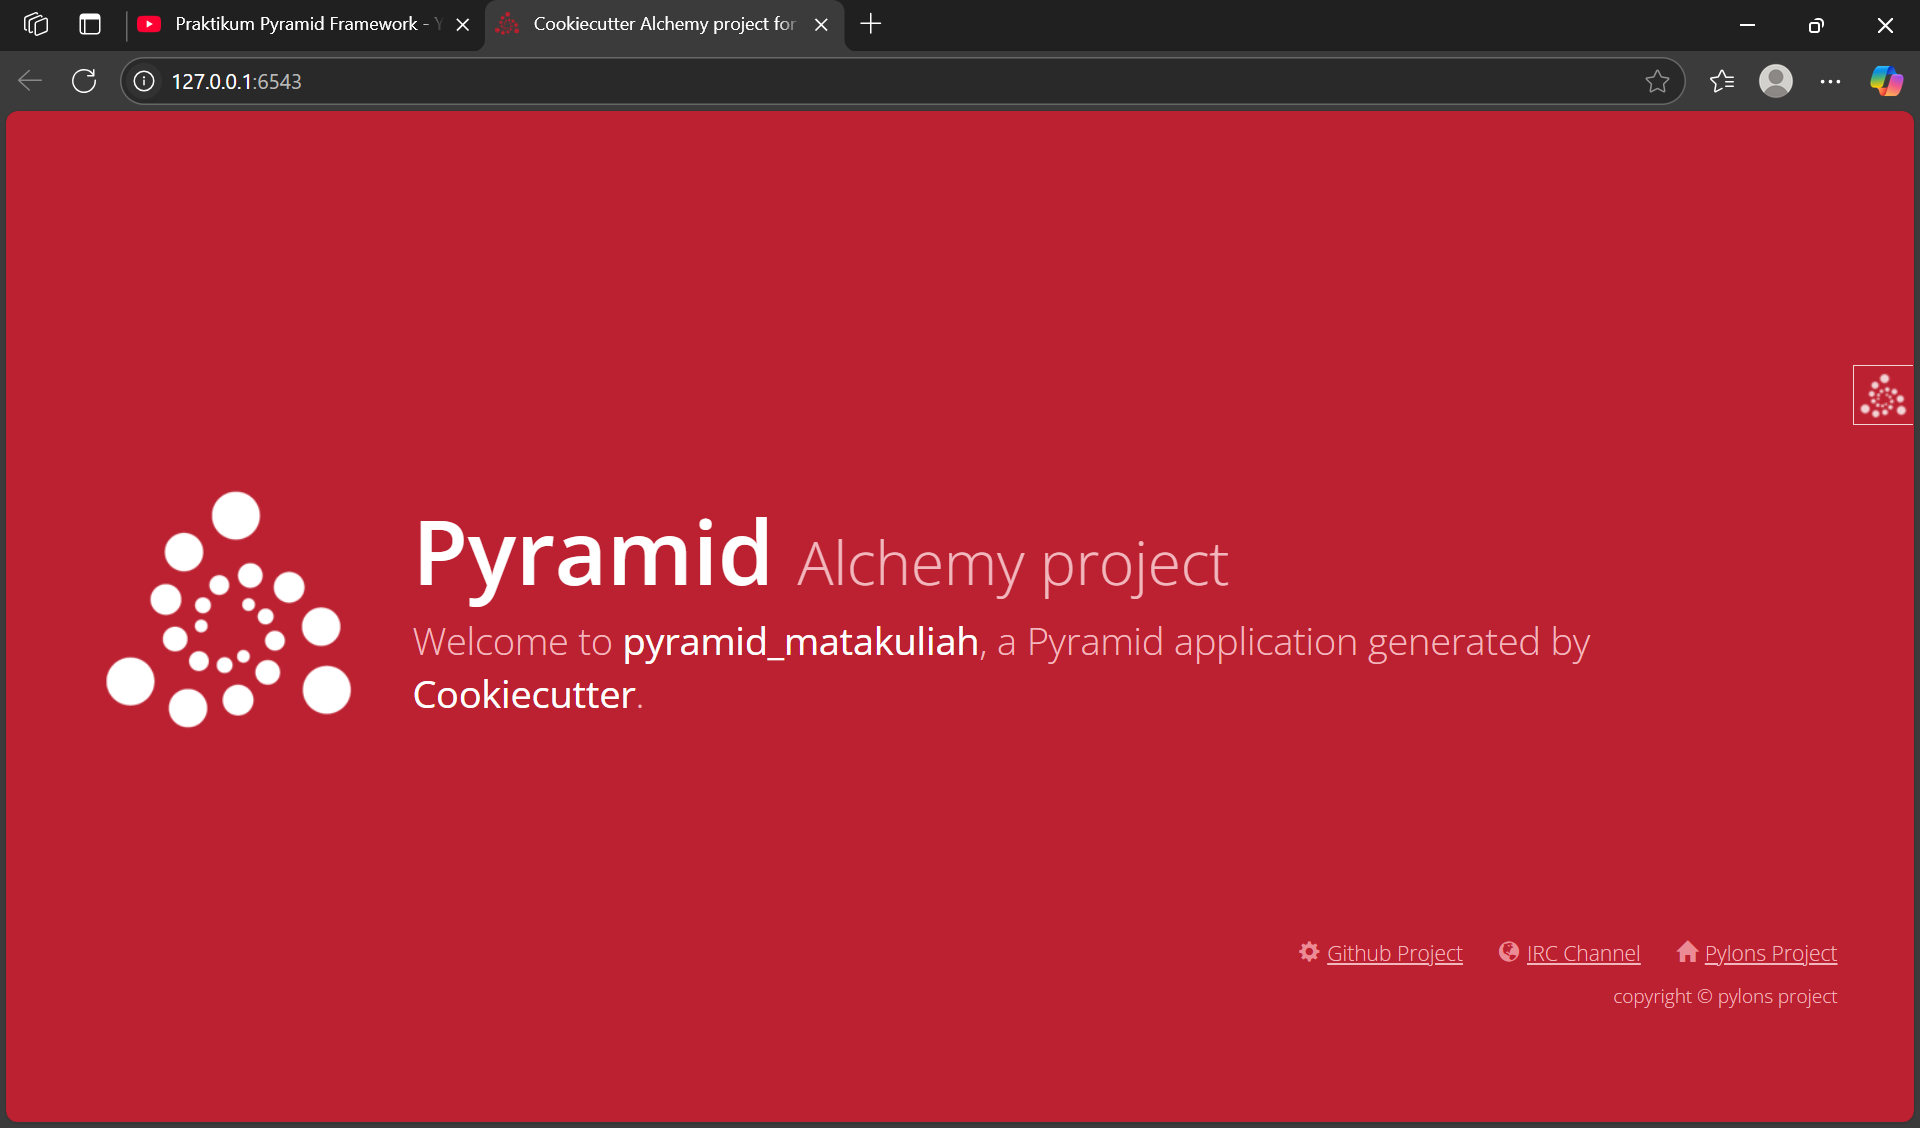 Praktikum Pyramid Framework - Y
Cookiecutter Alchemy project for
127.0.0.1:6543
Pyramid Alchemy project
Welcome to pyramid_matakuliah, a Pyramid application generated by
Cookiecutter.
Github Project IRC Channel Pylons Project
copyright © pylons project